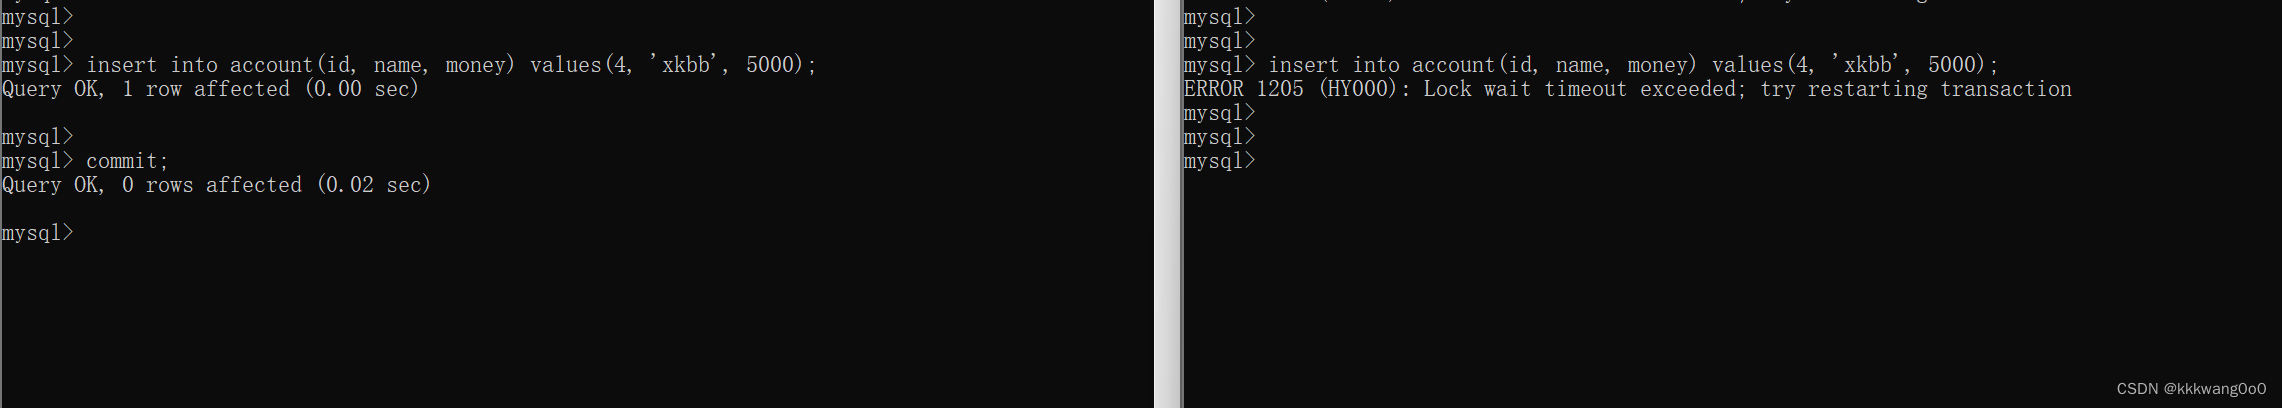 mysql>
mysql>
mysql> insert into account(id, name, money) values(4, 'xkbb', 5000);
Query OK, 1 row affected (0.00 sec)
mysql>
mysql> commit;
Query OK, 0 rows affected (0.02 sec)
mysql>
mysql>
mysql>
mysql> insert into account(id, name, money) values(4, 'xkbb', 5000);
ERROR 1205 (HY000): Lock wait timeout exceeded; try restarting transaction
mysql>
mysql>
mysql>
CSDN @kkkwang0o0